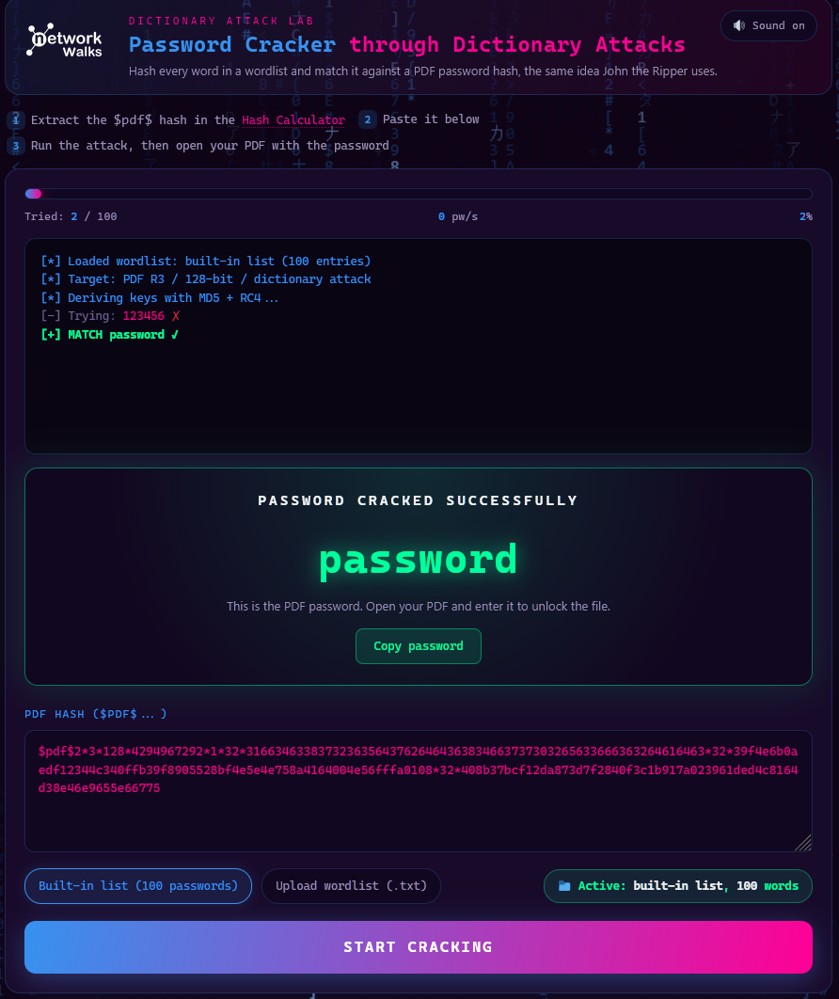 network
Walks
DICTIONARY ATTACK LAB
Password Cracker through Dictionary Attacks
Hash every word in a wordlist and match it against a PDF password hash, the same idea John the Ripper uses.
Sound on
1 Extract the $pdf$ hash in the Hash Calculator 2 Paste it below
3 Run the attack, then open your PDF with the password
Tried: 2 / 100
0 pw/s
2%
[*] Loaded wordlist: built-in list (100 entries)
[*] Target: PDF R3 / 128-bit / dictionary attack
[*] Deriving keys with MD5 + RC4...
[-] Trying: 123456 ✗
[+] MATCH password ✓
PASSWORD CRACKED SUCCESSFULLY
password
This is the PDF password. Open your PDF and enter it to unlock the file.
Copy password
PDF HASH ($PDF$...)
$pdf$2*3*128*4294967292*1*32*3166346338373236356437626464363834663737303265633666363264616463*32*39f4e6b0a
edf12344c340ffb39f8905528bf4e5e4e758a4164004e56fffa0108*32*408b37bcf12da873d7f2840f3c1b917a023961ded4c8164
d38e46e9655e66775
Built-in list (100 passwords)
Upload wordlist (.txt)
Active: built-in list, 100 words
START CRACKING